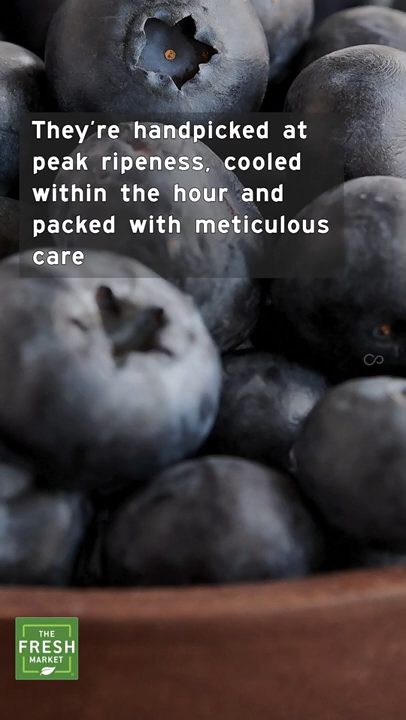 They're handpicked at
peak ripeness, cooled
within the hour and
packed with meticulous
care
THE
FRESH
MARKET